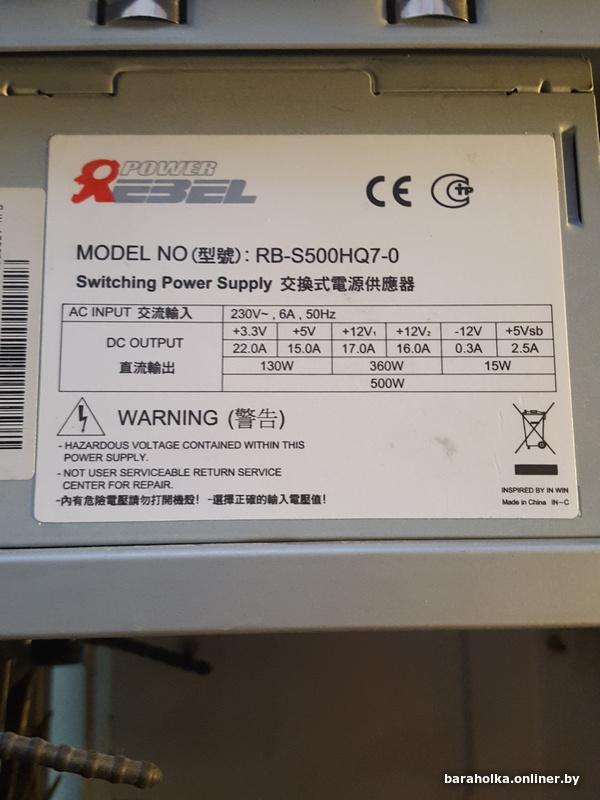 POWER
REBEL
CE
MODEL NO (型號): RB-S500HQ7-0
Switching Power Supply 交換式電源供應器
AC INPUT 交流輸入 230V~ , 6A , 50Hz
DC OUTPUT 直流輸出
+3.3V +5V +12V₁ +12V₂ -12V +5Vsb
22.0A 15.0A 17.0A 16.0A 0.3A 2.5A
130W 360W 15W
500W
WARNING (警告)
- HAZARDOUS VOLTAGE CONTAINED WITHIN THIS
POWER SUPPLY.
- NOT USER SERVICEABLE RETURN SERVICE
CENTER FOR REPAIR.
-內有危險電壓請勿打開機殼! -選擇正確的輸入電壓值!
INSPIRED BY IN WIN
Made in China IN-C
baraholka.onliner.by